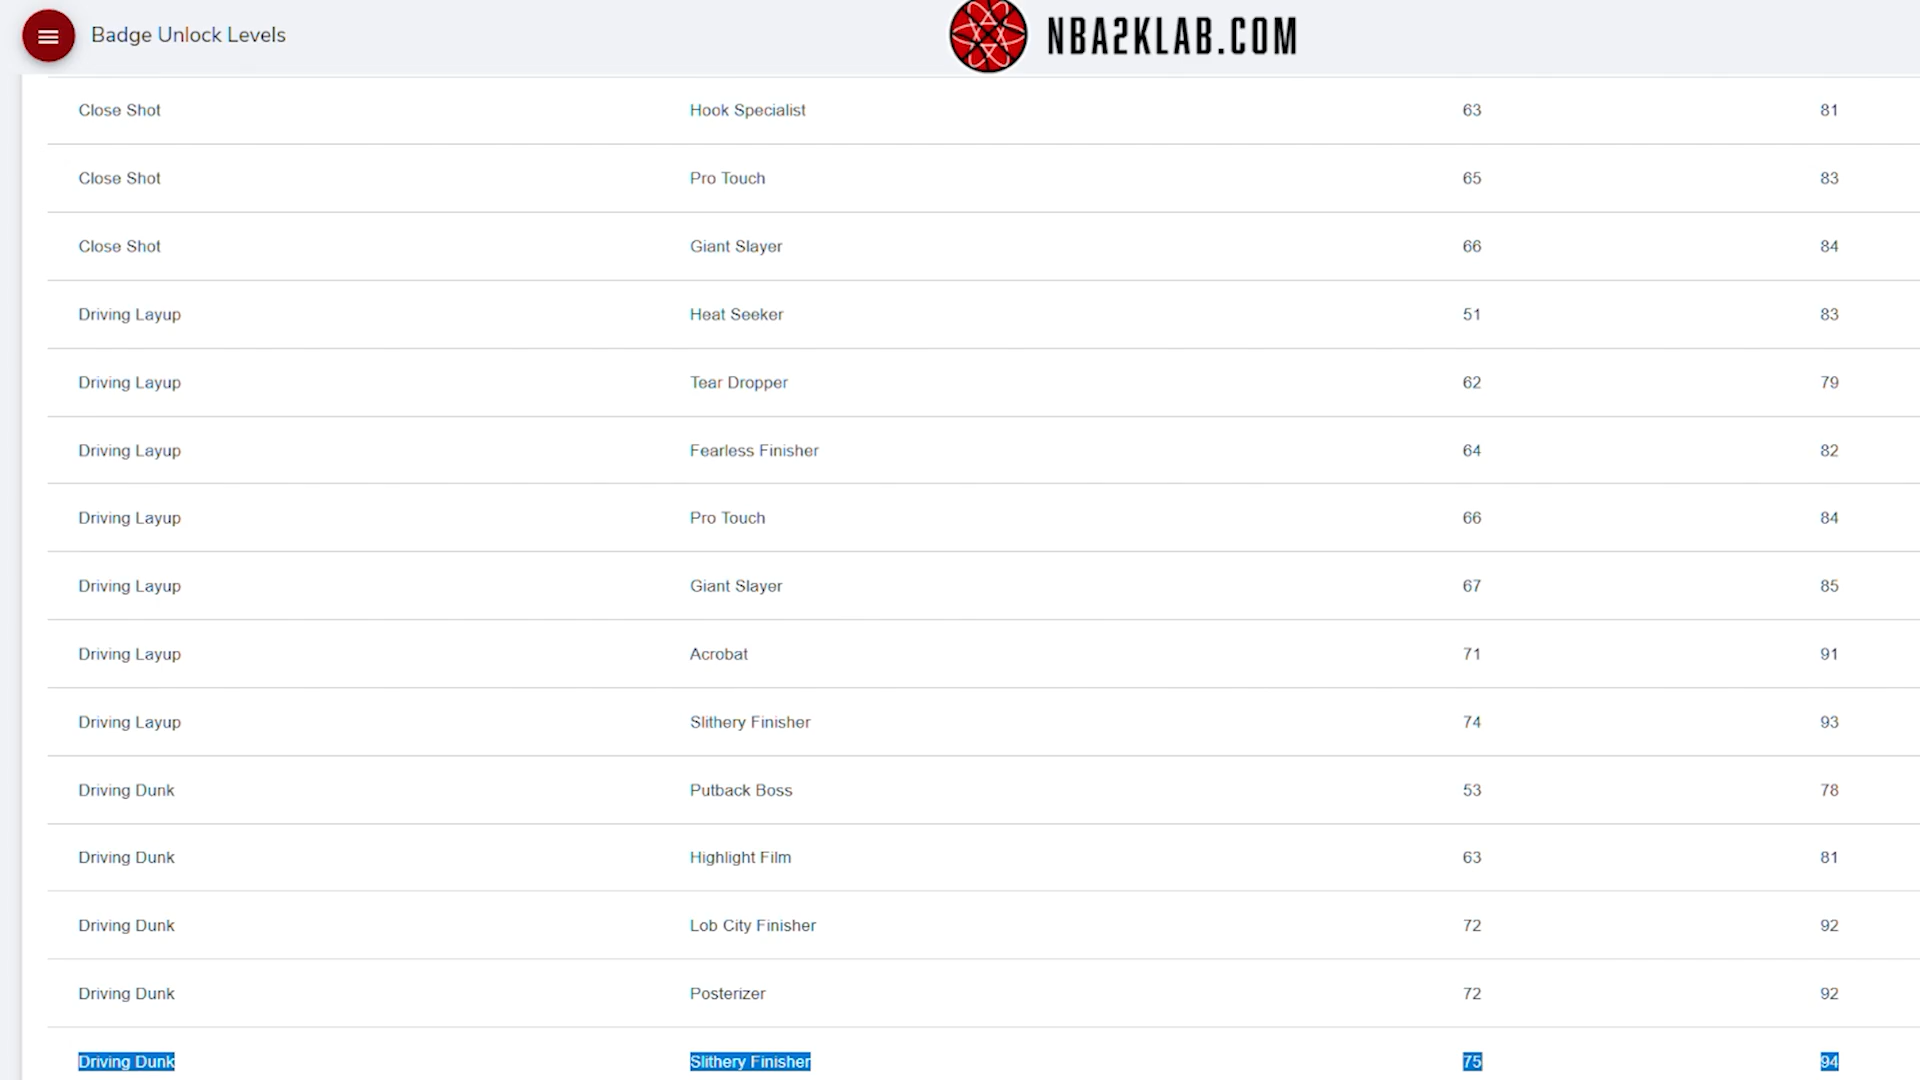 Badge Unlock Levels NBA2KLAB.COM
Close Shot Hook Specialist 63 81
Close Shot Pro Touch 65 83
Close Shot Giant Slayer 66 84
Driving Layup Heat Seeker 51 83
Driving Layup Tear Dropper 62 79
Driving Layup Fearless Finisher 64 82
Driving Layup Pro Touch 66 84
Driving Layup Giant Slayer 67 85
Driving Layup Acrobat 71 91
Driving Layup Slithery Finisher 74 93
Driving Dunk Putback Boss 53 78
Driving Dunk Highlight Film 63 81
Driving Dunk Lob City Finisher 72 92
Driving Dunk Posterizer 72 92
Driving Dunk Slithery Finisher 75 94